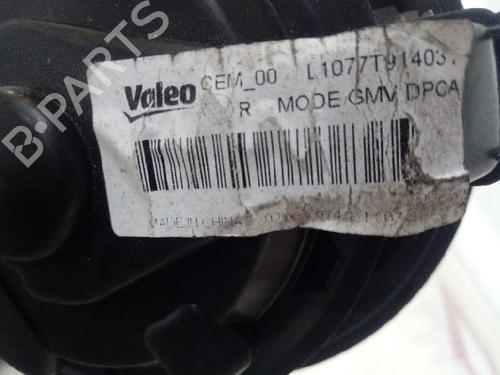 Valeo CEM_00 L1077T91403
R MODE GMV DPCA
MADE IN CHINA
B-PARTS